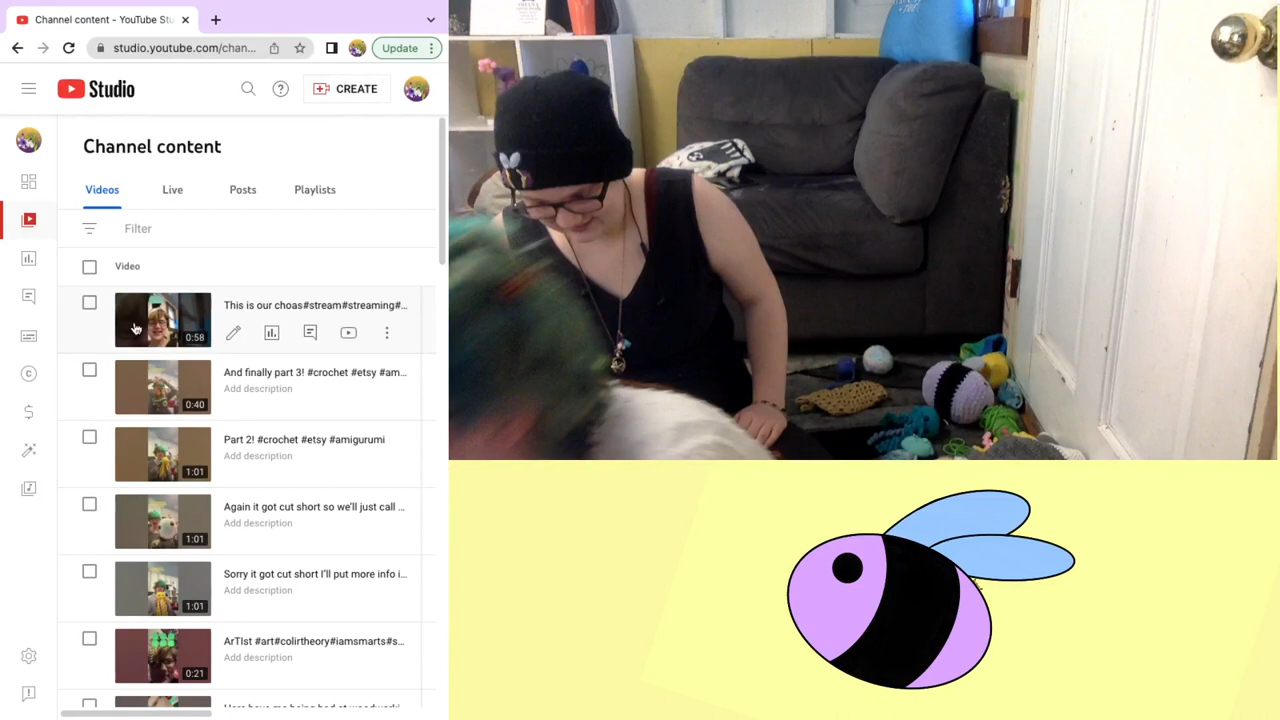 Channel content - YouTube Stu
studio.youtube.com/chan...
Update
Studio
CREATE
Channel content
Videos
Live
Posts
Playlists
Filter
Video
This is our choas#stream#streaming#...
0:58
And finally part 3! #crochet #etsy #am...
Add description
0:40
Part 2! #crochet #etsy #amigurumi
Add description
1:01
Again it got cut short so we'll just call ...
Add description
1:01
Sorry it got cut short I'll put more info i...
Add description
1:01
ArTIst #art#colirtheory#iamsmarts#s...
Add description
0:21